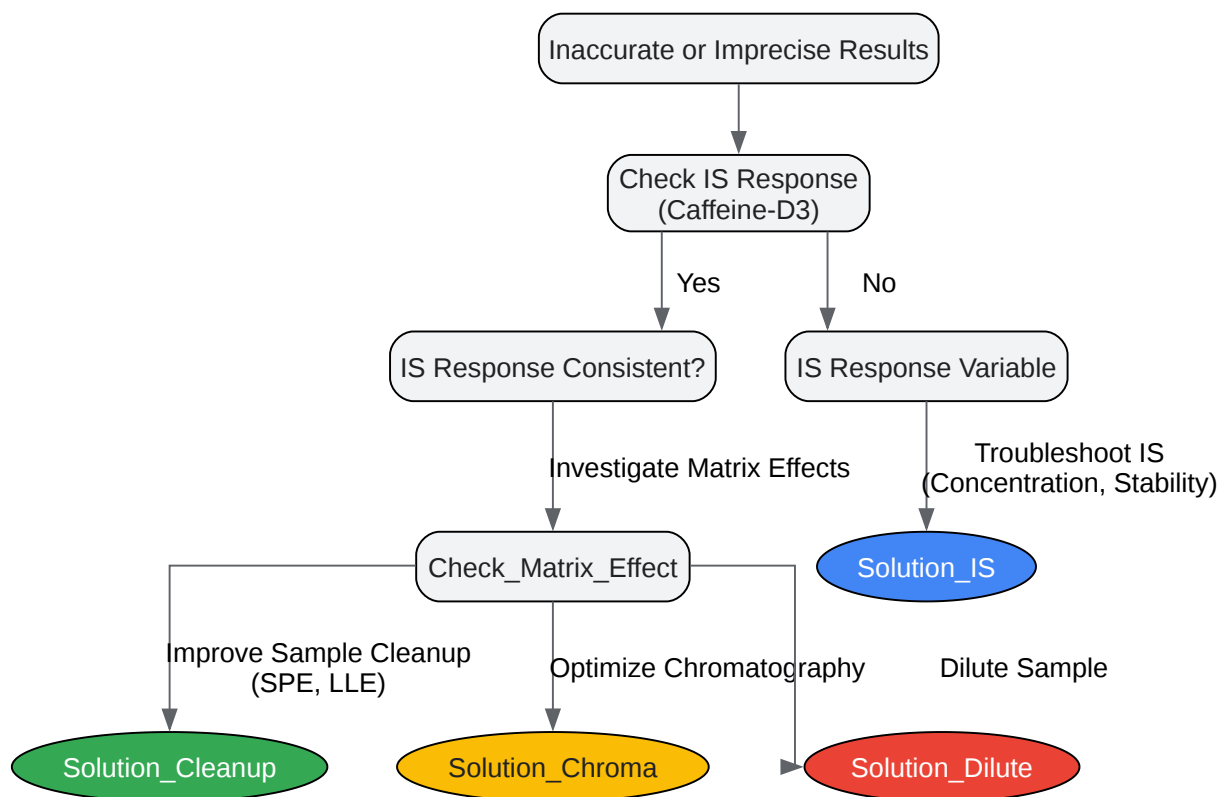 Inaccurate or Imprecise Results
Check IS Response
(Caffeine-D3)
Yes
No
IS Response Consistent?
IS Response Variable
Investigate Matrix Effects
Troubleshoot IS
(Concentration, Stability)
Check_Matrix_Effect
Solution_IS
Improve Sample Cleanup
(SPE, LLE)
Optimize Chromatography
Dilute Sample
Solution_Cleanup
Solution_Chroma
Solution_Dilute